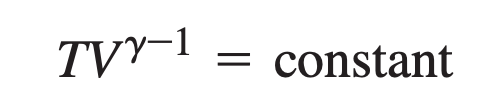 TV^{γ−1} = constant